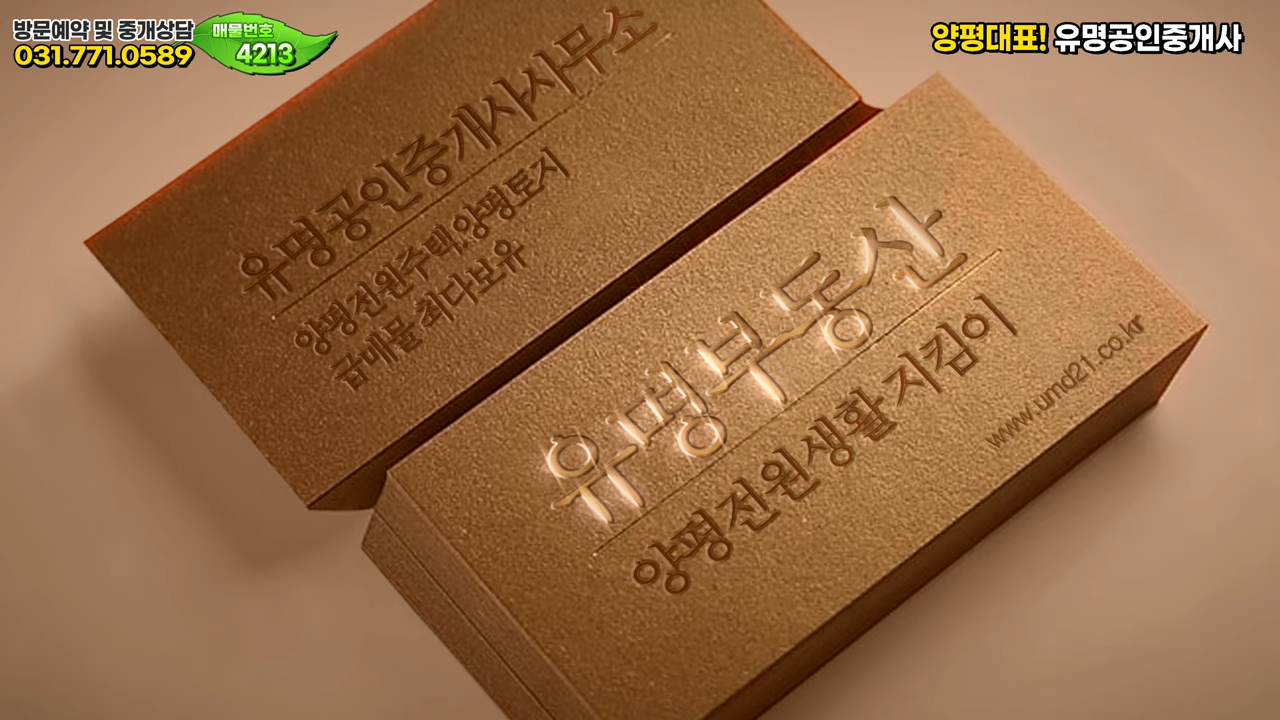 방문예약 및 중개상담
031.771.0589
매물번호
4213
양평대표! 유명공인중개사
유명공인중개사사무소
양평전원주택,양평토지
급매물 최다보유
유명부동산
양평전원생활 지킴이
www.umd21.co.kr